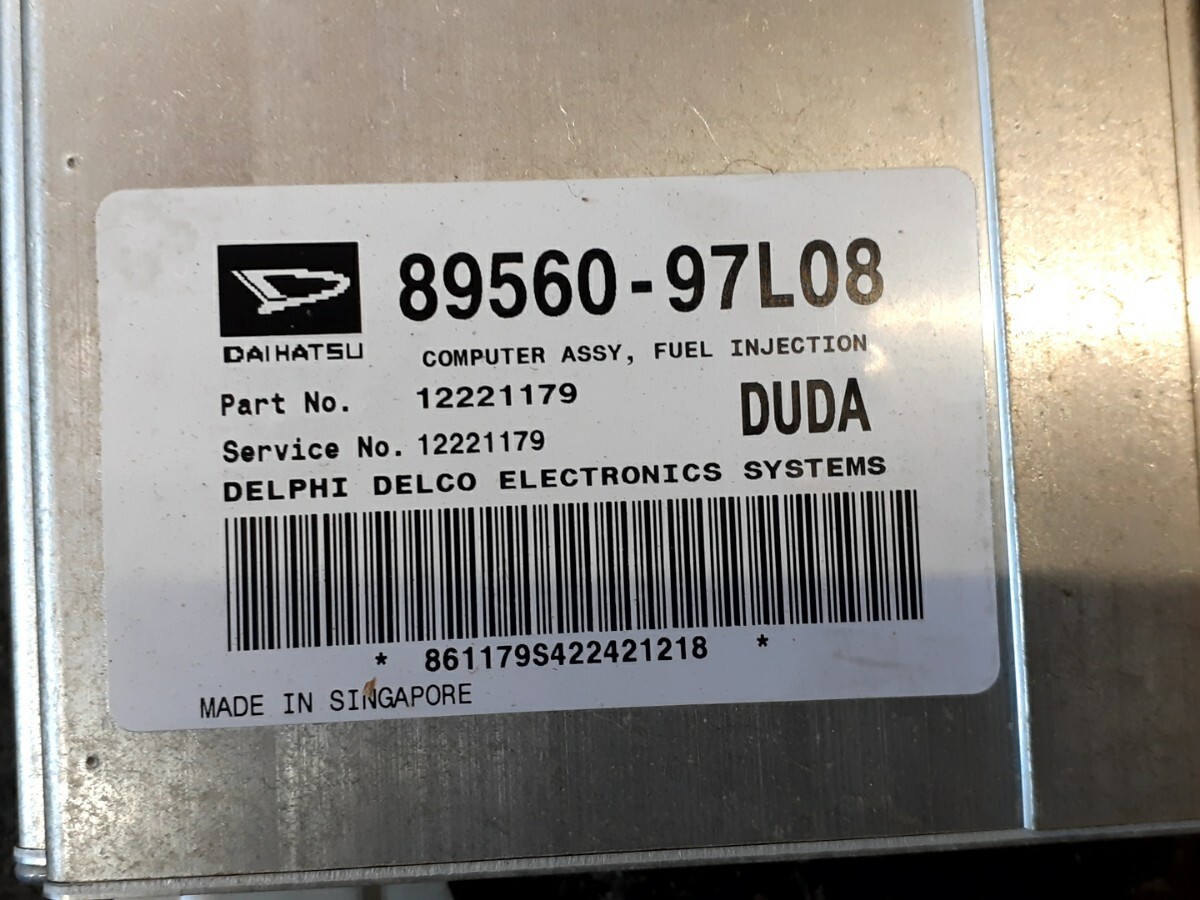 89560-97L08
DAIHATSU
COMPUTER ASSY, FUEL INJECTION
Part No. 12221179
DUDA
Service No. 12221179
DELPHI DELCO ELECTRONICS SYSTEMS
* 861179S422421218 *
MADE IN SINGAPORE